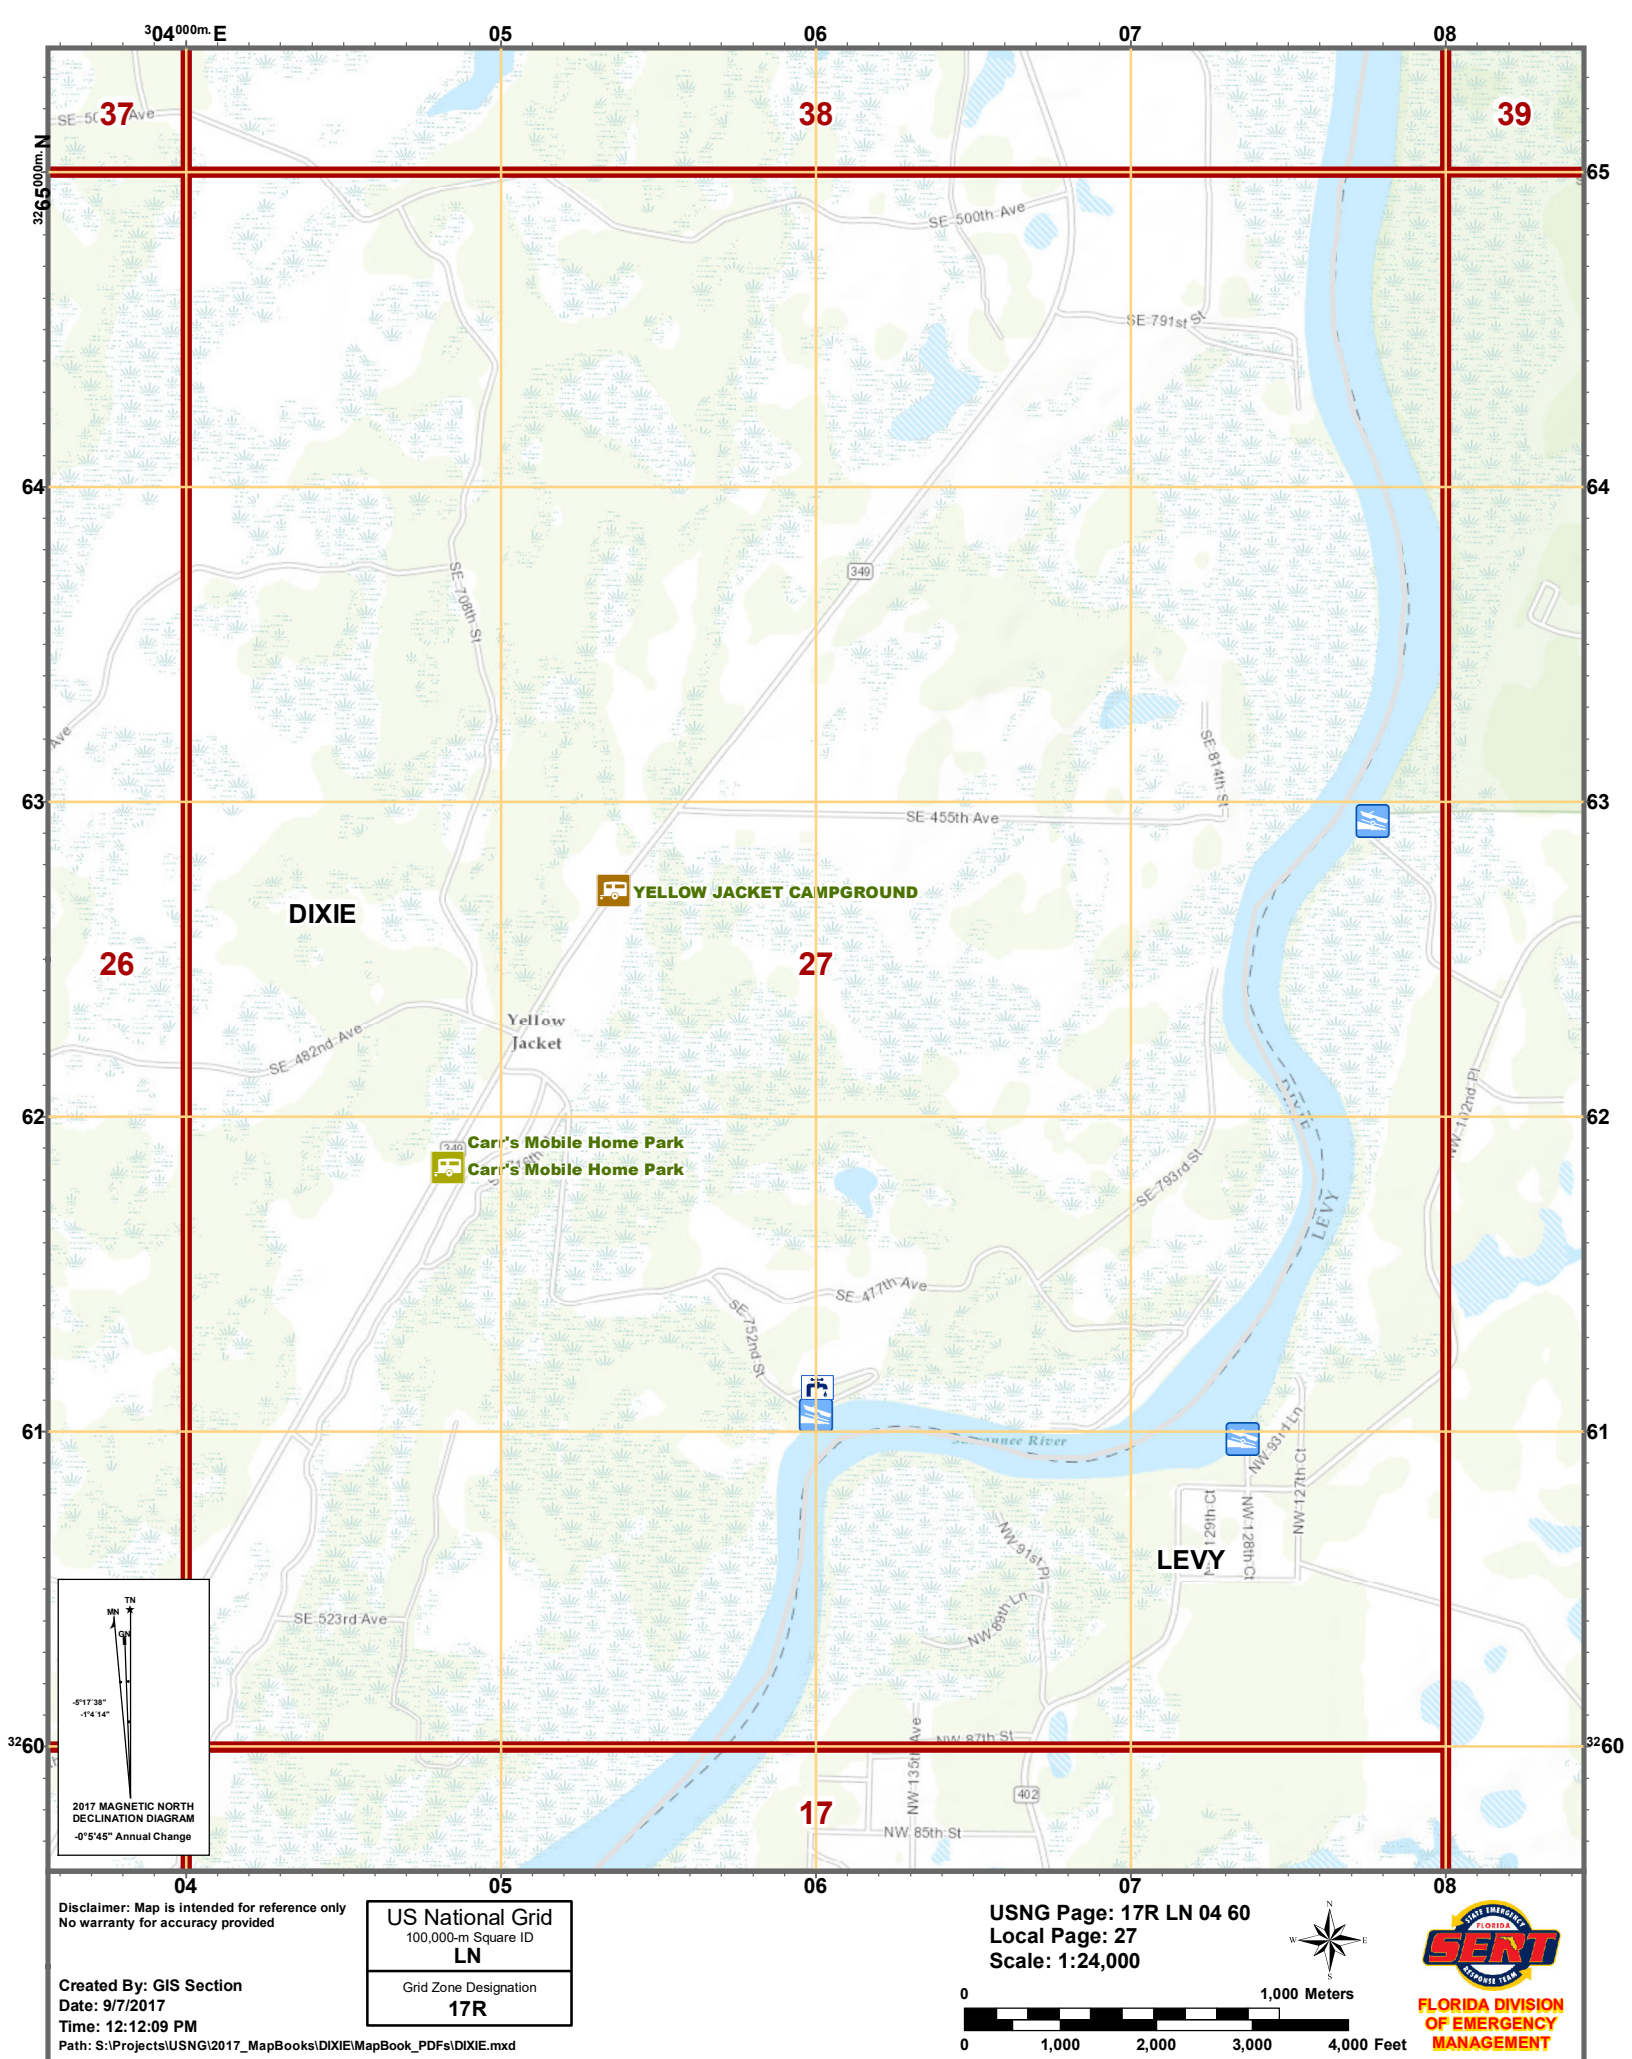 304000m. E 05 06 07 08
37 38 39
SE 50 Ave
3265000m. N 65
SE 500th Ave
SE 791st St
64 64
349
SE 708th St
Ave
SE 814th St
63 63
SE 455th Ave
YELLOW JACKET CAMPGROUND
DIXIE
26 27
Yellow
Jacket
SE 482nd Ave
NW 102nd Pl
DIXIE
62 62
Carr's Mobile Home Park
349
Carr's Mobile Home Park
16th
SE 793rd St
LEVY
SE 477th Ave
SE 752nd St
61 61
nnee River
NW 93rd Ln
NW 127th Ct
129th Ct
NW 128th Ct
NW 91st Pl
LEVY
NW 89th Ln
SE 523rd Ave
TN
MN
GN
-5°17'38"
-1°4'14"
NW 87th St
3260 3260
NW 135th Ave
402
2017 MAGNETIC NORTH
DECLINATION DIAGRAM
-0°5'45" Annual Change
17
NW 85th St
04 05 06 07 08
Disclaimer: Map is intended for reference only
No warranty for accuracy provided
Created By: GIS Section
Date: 9/7/2017
Time: 12:12:09 PM
Path: S:\Projects\USNG\2017_MapBooks\DIXIE\MapBook_PDFs\DIXIE.mxd
US National Grid
100,000-m Square ID
LN
Grid Zone Designation
17R
USNG Page: 17R LN 04 60
Local Page: 27
Scale: 1:24,000
N
W E
S
0 1,000 Meters
0 1,000 2,000 3,000 4,000 Feet
STATE EMERGENCY
FLORIDA
SERT
RESPONSE TEAM
FLORIDA DIVISION
OF EMERGENCY
MANAGEMENT